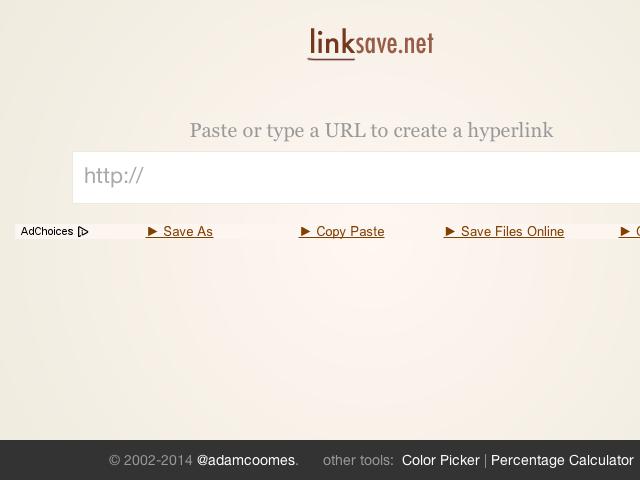 linksave.net
Paste or type a URL to create a hyperlink
http://
AdChoices ► Save As ► Copy Paste ► Save Files Online ►
© 2002-2014 @adamcoomes. other tools: Color Picker | Percentage Calculator